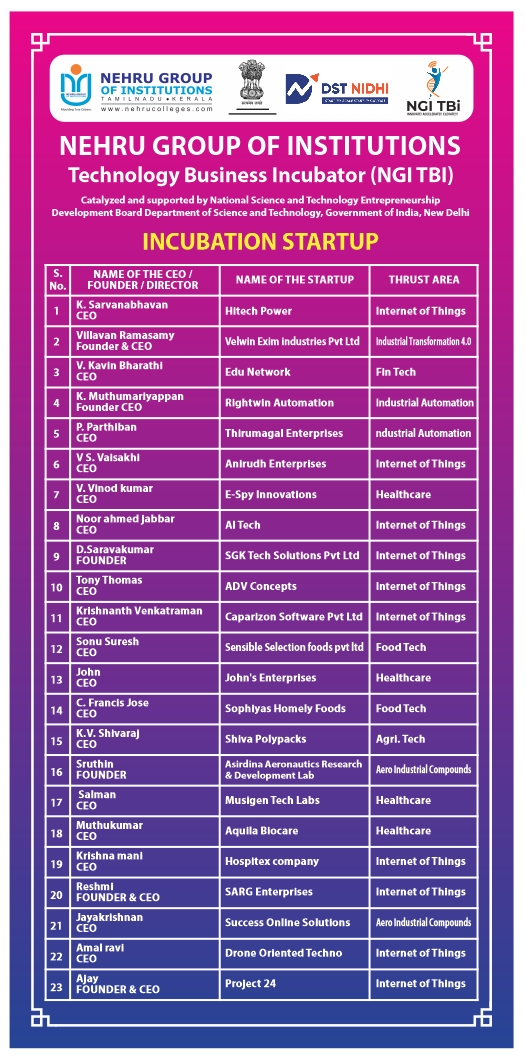 NEHRU GROUP
OF INSTITUTIONS
TAMILNADU • KERALA
www.nehrucolleges.com
DST NIDHI
NGI TBi
NEHRU GROUP OF INSTITUTIONS
Technology Business Incubator (NGI TBI)
Catalyzed and supported by National Science and Technology Entrepreneurship
Development Board Department of Science and Technology, Government of India, New Delhi
INCUBATION STARTUP
S. No. NAME OF THE CEO / FOUNDER / DIRECTOR NAME OF THE STARTUP THRUST AREA
1 K. Sarvanabhavan CEO Hitech Power Internet of Things
2 Villavan Ramasamy Founder & CEO Velwin Exim industries Pvt Ltd Industrial Transformation 4.0
3 V. Kavin Bharathi CEO Edu Network Fin Tech
4 K. Muthumariyappan Founder CEO Rightwin Automation Industrial Automation
5 P. Parthiban CEO Thirumagal Enterprises ndustrial Automation
6 V S. Vaisakhi CEO Anirudh Enterprises Internet of Things
7 V. Vinod kumar CEO E-Spy Innovations Healthcare
8 Noor ahmed jabbar CEO AI Tech Internet of Things
9 D.Saravakumar FOUNDER SGK Tech Solutions Pvt Ltd Internet of Things
10 Tony Thomas CEO ADV Concepts Internet of Things
11 Krishnanth Venkatraman CEO Caparizon Software Pvt Ltd Internet of Things
12 Sonu Suresh CEO Sensible Selection foods pvt ltd Food Tech
13 John CEO John's Enterprises Healthcare
14 C. Francis Jose CEO Sophiyas Homely Foods Food Tech
15 K.V. Shivaraj CEO Shiva Polypacks Agri. Tech
16 Sruthin FOUNDER Asirdina Aeronautics Research & Development Lab Aero Industrial Compounds
17 Salman CEO Musigen Tech Labs Healthcare
18 Muthukumar CEO Aquila Biocare Healthcare
19 Krishna mani CEO Hospitex company Internet of Things
20 Reshmi FOUNDER & CEO SARG Enterprises Internet of Things
21 Jayakrishnan CEO Success Online Solutions Aero Industrial Compounds
22 Amal ravi CEO Drone Oriented Techno Internet of Things
23 Ajay FOUNDER & CEO Project 24 Internet of Things